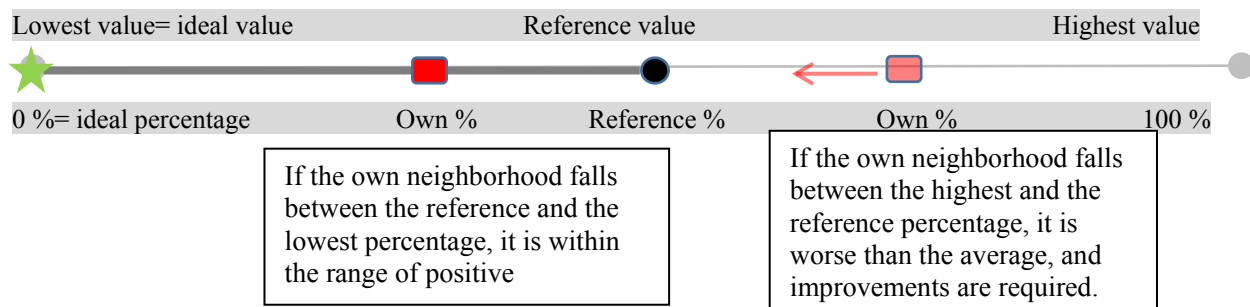 Lowest value= ideal value Reference value Highest value
0 %= ideal percentage Own % Reference % Own % 100 %
If the own neighborhood falls
between the reference and the
lowest percentage, it is within
the range of positive
If the own neighborhood falls
between the highest and the
reference percentage, it is
worse than the average, and
improvements are required.